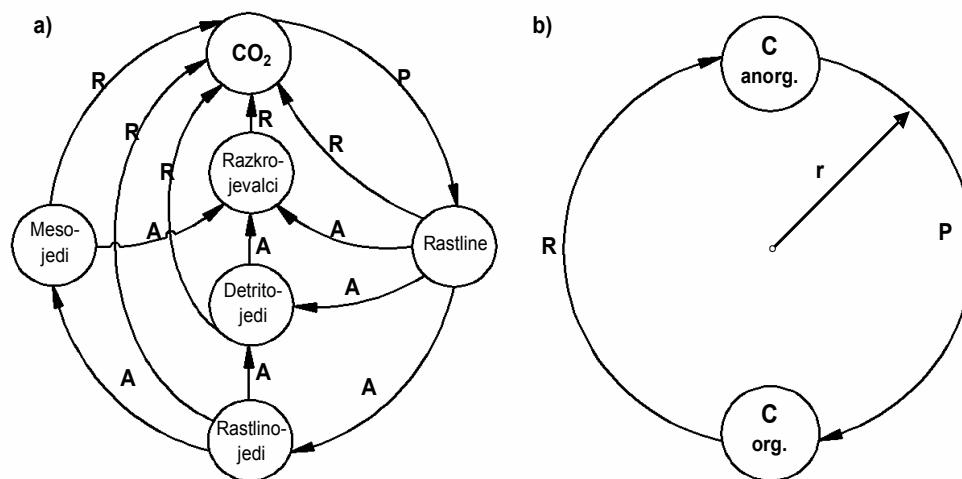 a)
CO₂
P
R
R
R
R
R
Razkro-
jevalci
Meso-
jedi
A
A
Rastline
A
A
Detrito-
jedi
A
A
A
Rastlino-
jedi
b)
C
anorg.
r
R
P
C
org.